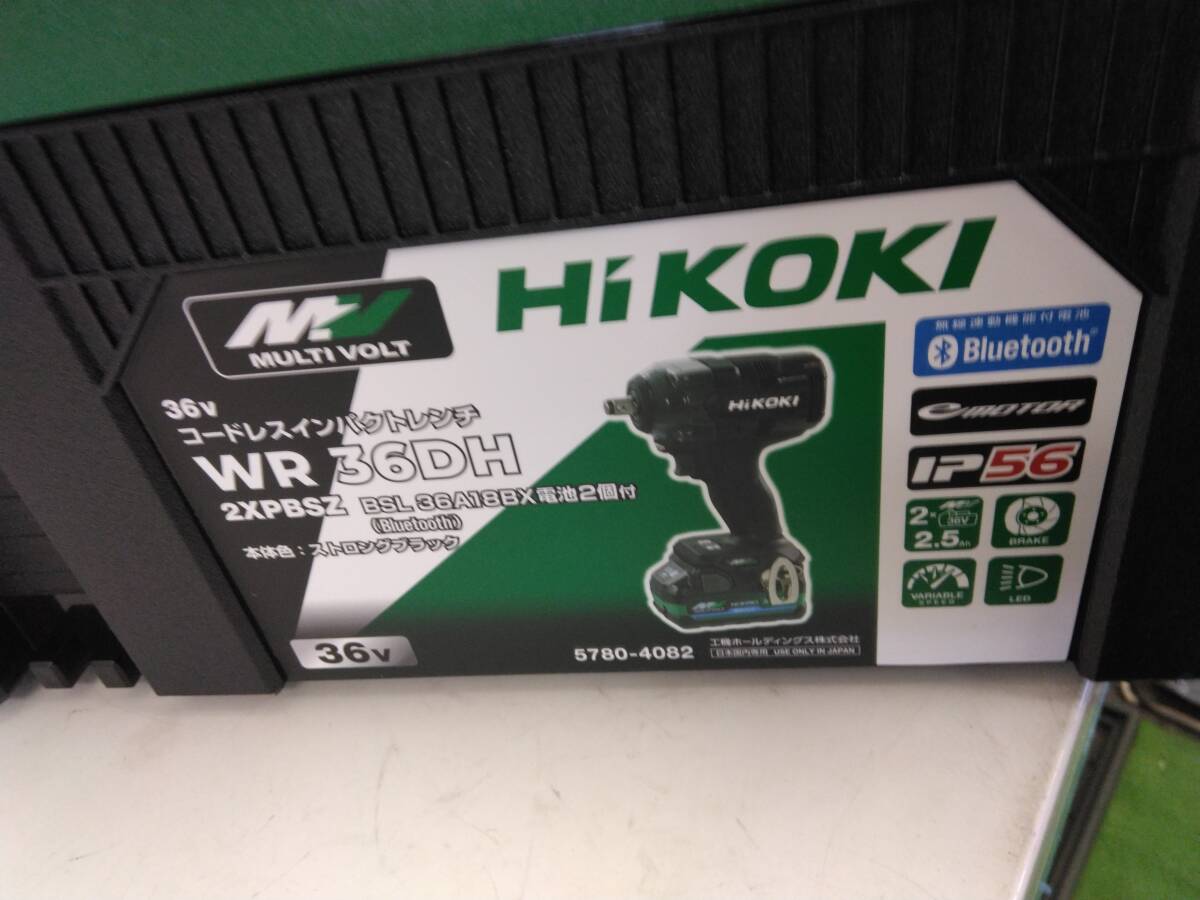 HiKOKI
MV
MULTI VOLT
36V
コードレスインパクトレンチ
WR 36DH
2XPBSZ BSL 36A18BX電池2個付
(Bluetooth)
本体色：ストロングブラック
36V
HiKOKI
HiKOKI
5780-4082
工機ホールディングス株式会社
日本国内専用 USE ONLY IN JAPAN
無線連動機能付電池
Bluetooth®
e MOTOR
IP56
2× 36V
2.5Ah
BRAKE
VARIABLE
SPEED
LED